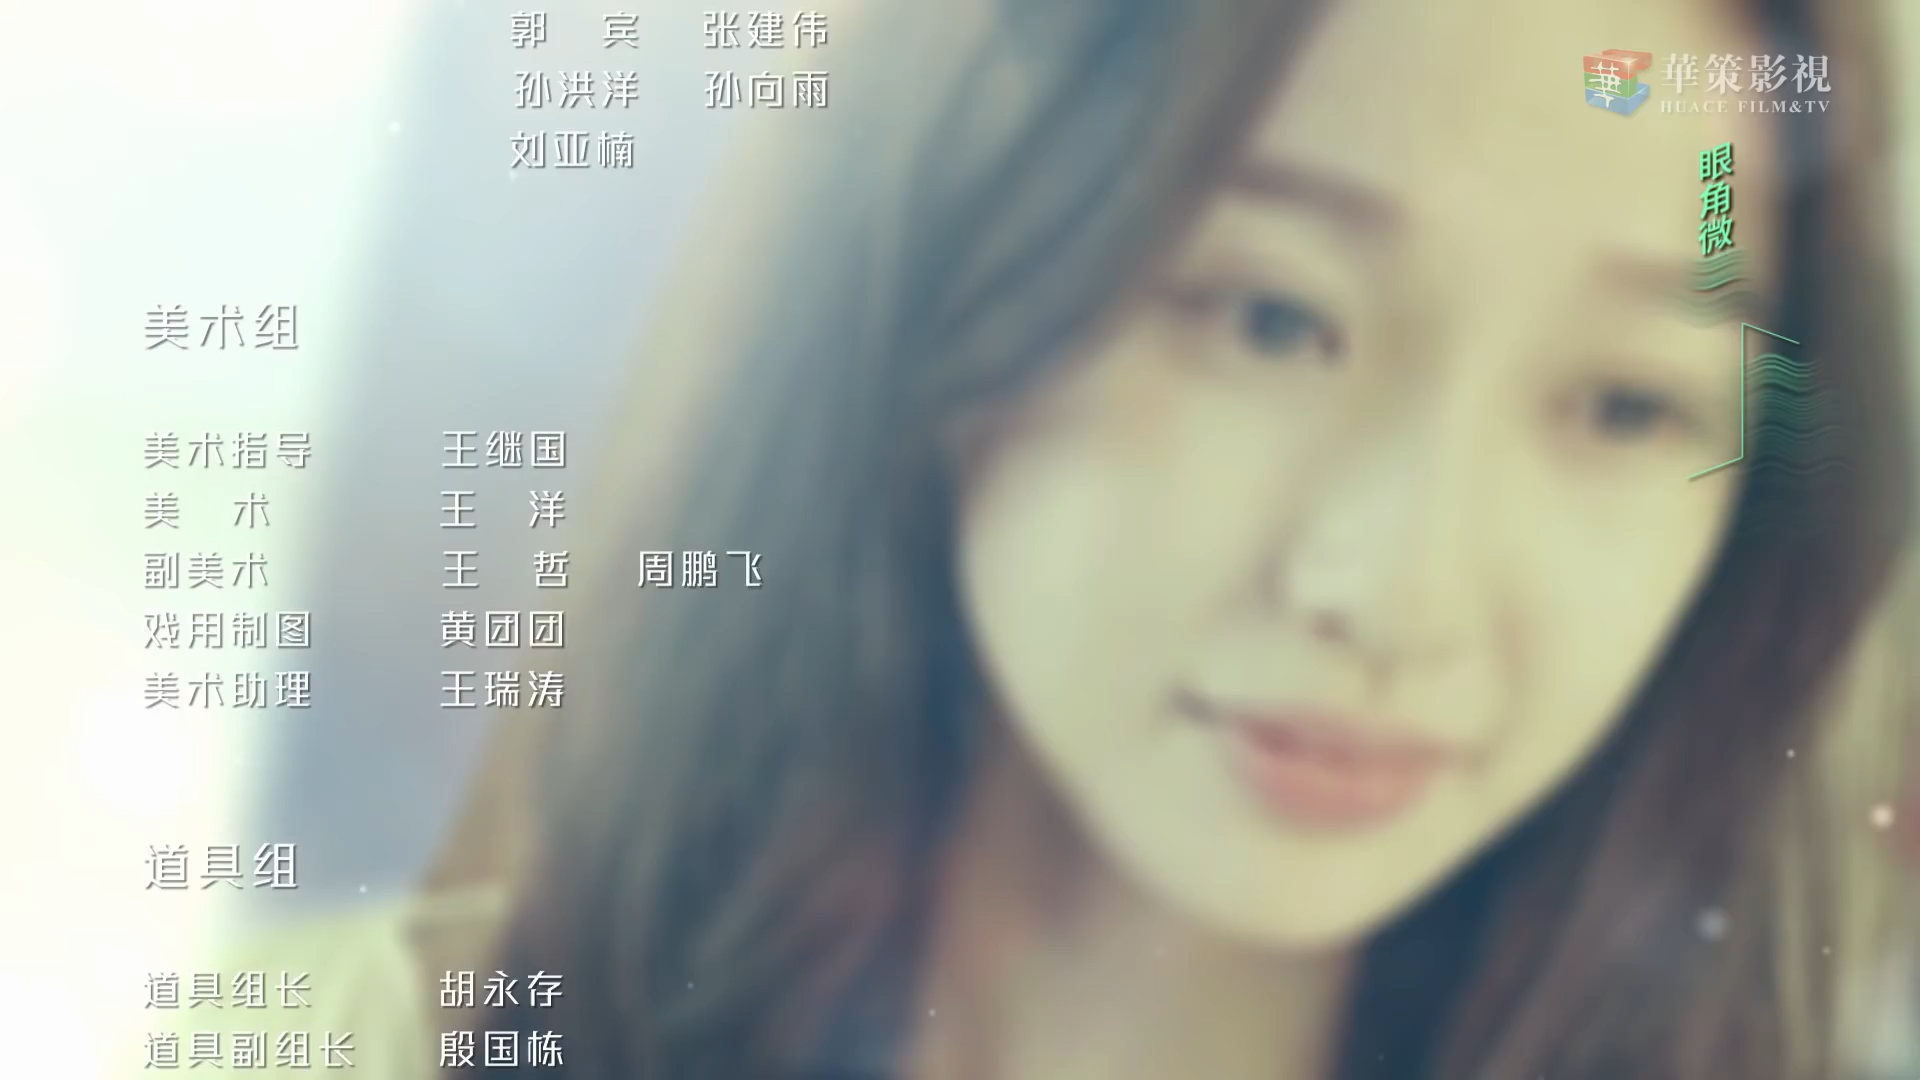 郭 宾 张建伟
孙洪洋 孙向雨
刘亚楠
華策影視
HUACE FILM&TV
眼角微
美术组
美术指导 王继国
美 术 王 洋
副美术 王 哲 周鹏飞
戏用制图 黄团团
美术助理 王瑞涛
道具组
道具组长 胡永存
道具副组长 殷国栋